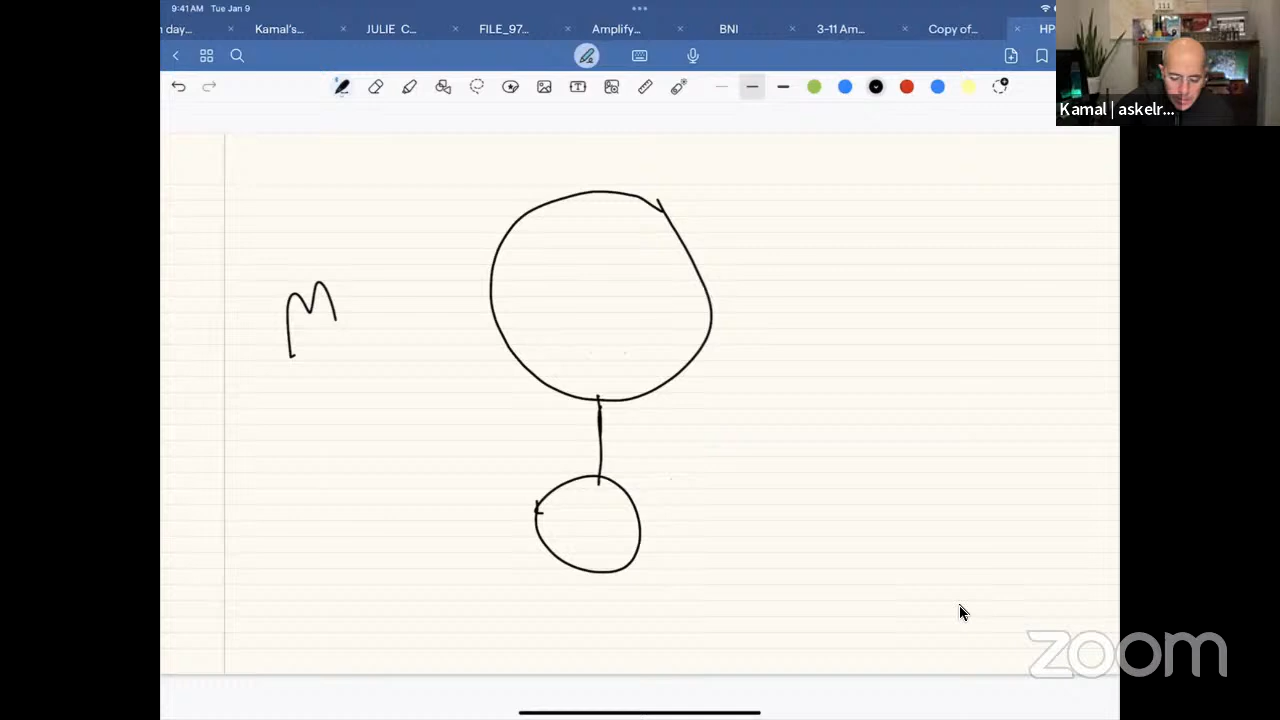 9:41 AM Tue Jan 9
n day...
Kamal's...
JULIE C...
FILE_97...
Amplify...
BNI
3-11 Am...
Copy of...
HP
111
Kamal | askelr...
M
zoom